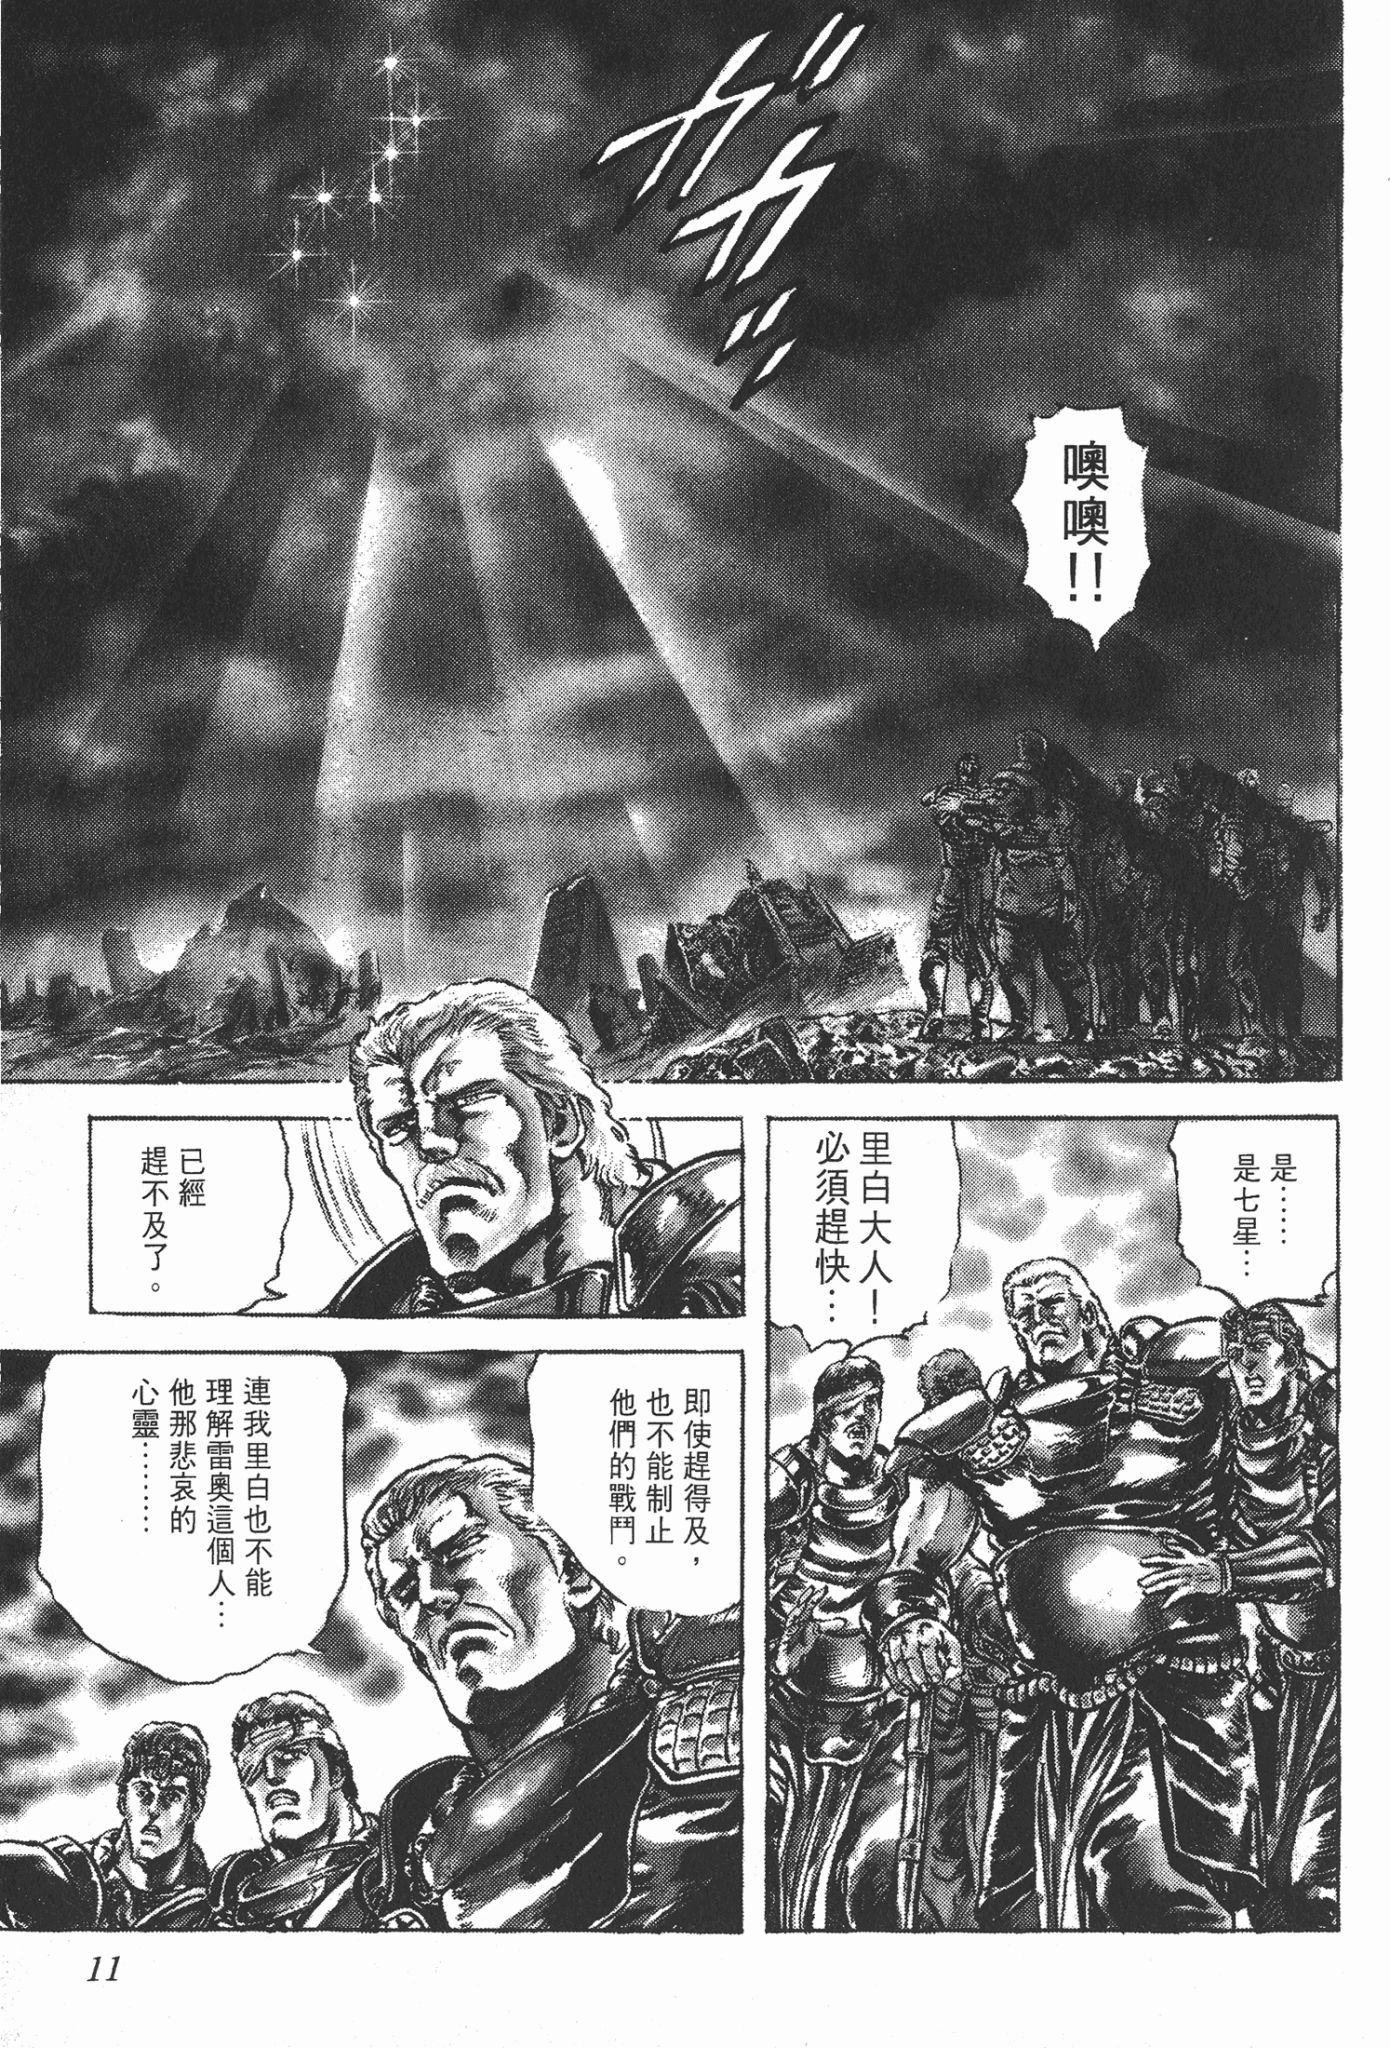 ガガッ
噢噢!!
是……
是七星…
里白大人！
必須趕快…
已經
趕不及了。
即使趕得及，
也不能制止
他們的戰鬥。
連我里白也不能
理解雷奧這個人…
他那悲哀的
心靈………
11